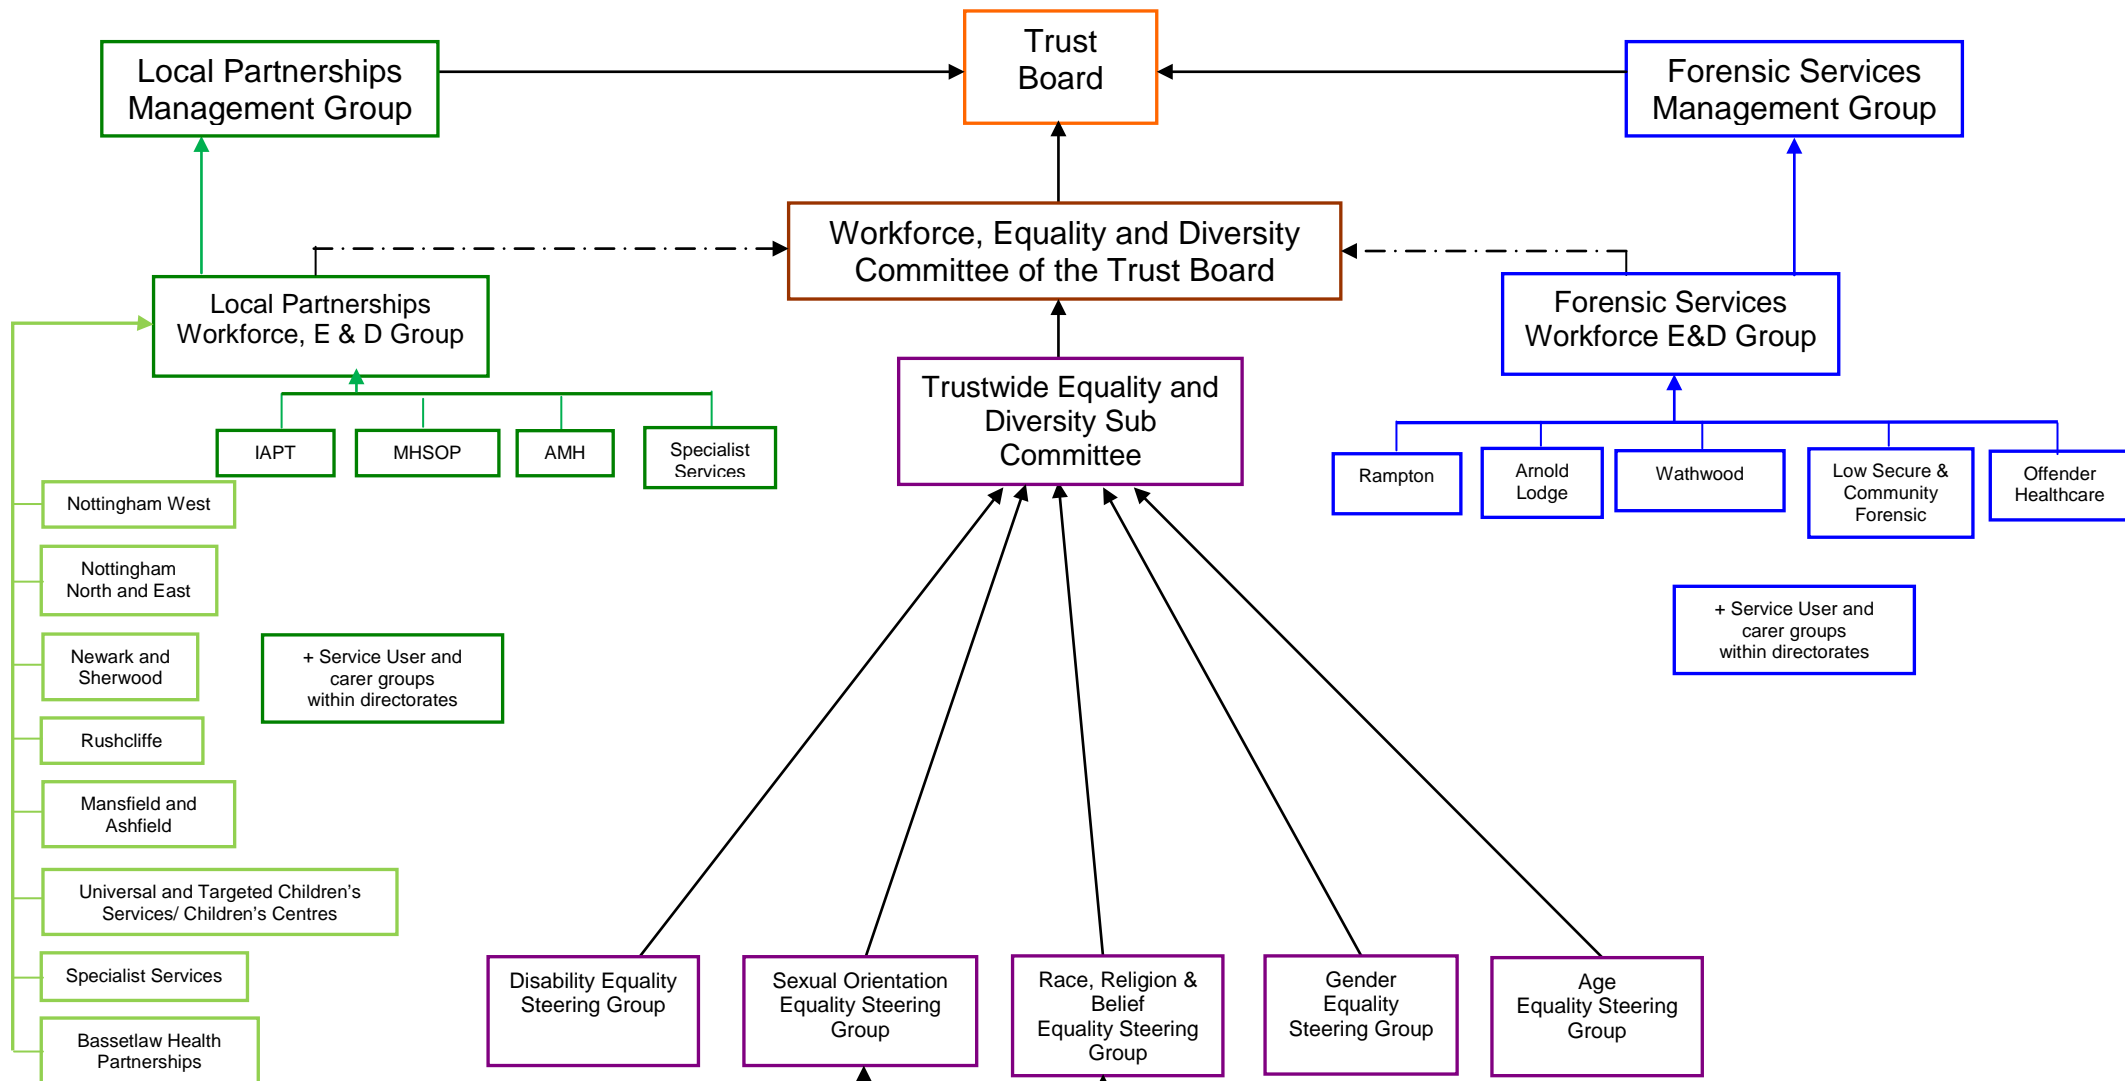 Trust
Board
Local Partnerships
Management Group
Forensic Services
Management Group
Workforce, Equality and Diversity
Committee of the Trust Board
Local Partnerships
Workforce, E & D Group
Forensic Services
Workforce E&D Group
Trustwide Equality and
Diversity Sub
Committee
IAPT
MHSOP
AMH
Specialist
Services
Rampton
Arnold
Lodge
Wathwood
Low Secure &
Community
Forensic
Offender
Healthcare
Nottingham West
Nottingham
North and East
Newark and
Sherwood
Rushcliffe
Mansfield and
Ashfield
Universal and Targeted Children’s
Services/ Children’s Centres
Specialist Services
Bassetlaw Health
Partnerships
+ Service User and
carer groups
within directorates
+ Service User and
carer groups
within directorates
Disability Equality
Steering Group
Sexual Orientation
Equality Steering
Group
Race, Religion &
Belief
Equality Steering
Group
Gender
Equality
Steering Group
Age
Equality Steering
Group